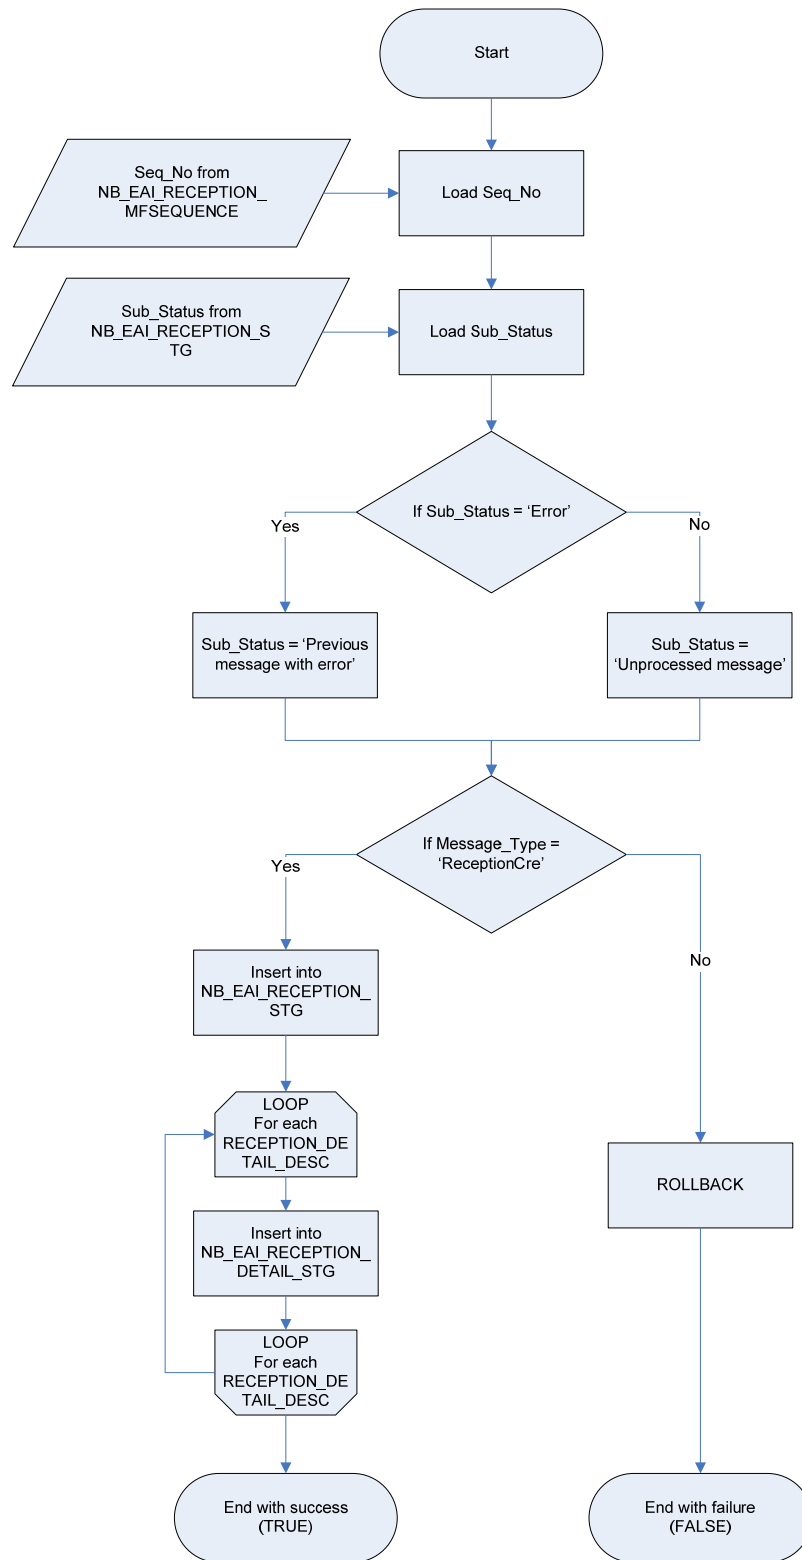 Start
Seq_No from
NB_EAI_RECEPTION_
MFSEQUENCE
Load Seq_No
Sub_Status from
NB_EAI_RECEPTION_S
TG
Load Sub_Status
If Sub_Status = ‘Error’
Yes
No
Sub_Status = ‘Previous
message with error’
Sub_Status =
‘Unprocessed message’
If Message_Type =
‘ReceptionCre’
Yes
No
Insert into
NB_EAI_RECEPTION_
STG
LOOP
For each
RECEPTION_DE
TAIL_DESC
ROLLBACK
Insert into
NB_EAI_RECEPTION_
DETAIL_STG
LOOP
For each
RECEPTION_DE
TAIL_DESC
End with success
(TRUE)
End with failure
(FALSE)